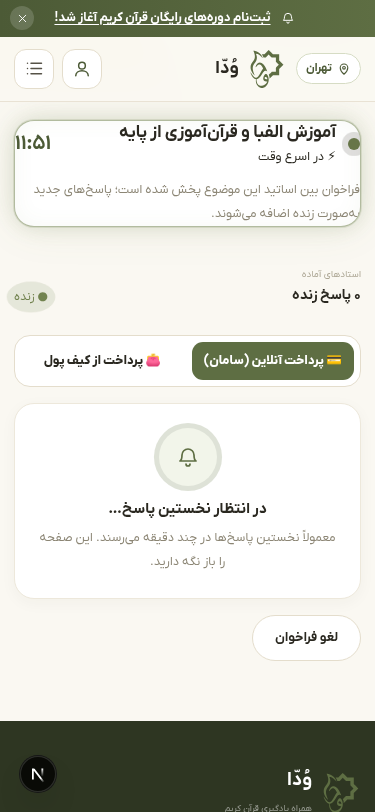 ثبت‌نام دوره‌های رایگان قرآن کریم آغاز شد!
تهران
وُدّا
آموزش الفبا و قرآن‌آموزی از پایه
۱۱:۵۱
⚡ در اسرع وقت
فراخوان بین اساتید این موضوع پخش شده است؛ پاسخ‌های جدید
به‌صورت زنده اضافه می‌شوند.
استادهای آماده
۰ پاسخ زنده
زنده
💳 پرداخت آنلاین (سامان)
👛 پرداخت از کیف پول
در انتظار نخستین پاسخ...
معمولاً نخستین پاسخ‌ها در چند دقیقه می‌رسند. این صفحه
را باز نگه دارید.
لغو فراخوان
وُدّا
همراه یادگیری قرآن کریم
N